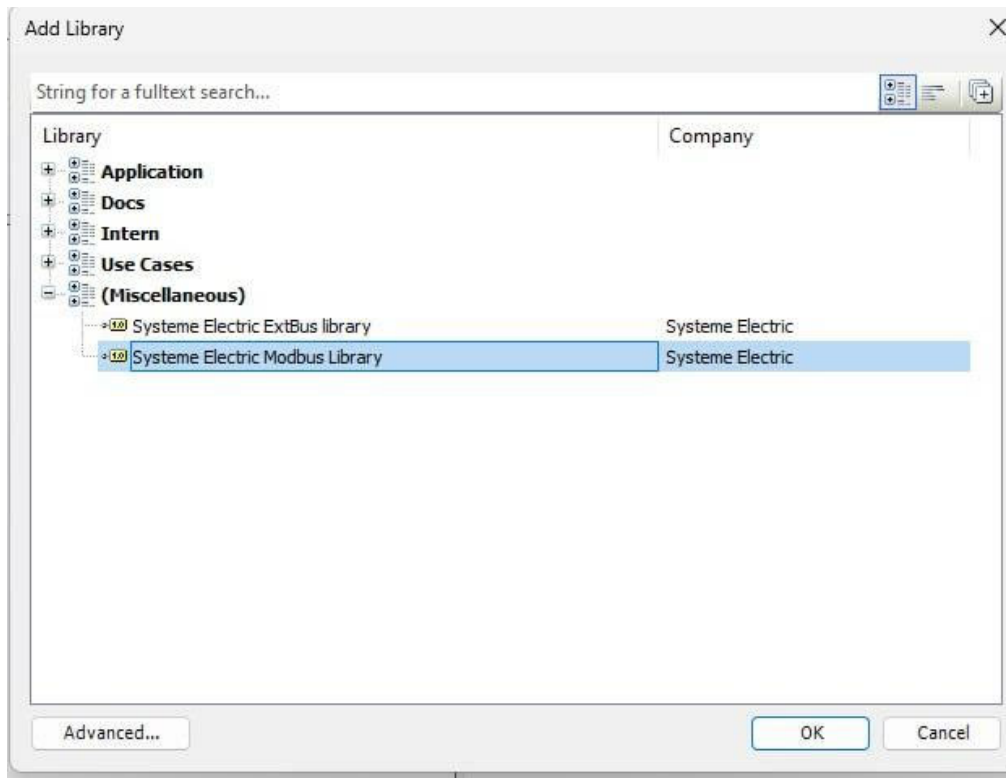 Add Library
String for a fulltext search...
Library Company
Application
Docs
Intern
Use Cases
(Miscellaneous)
Systeme Electric ExtBus library Systeme Electric
Systeme Electric Modbus Library Systeme Electric
Advanced... OK Cancel